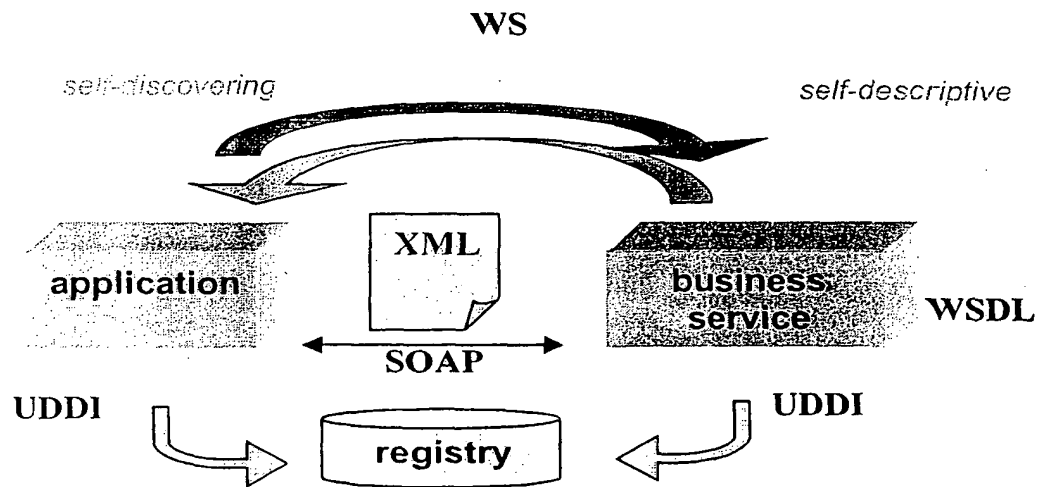 WS
self-discovering
self-descriptive
XML
application
business
service
WSDL
SOAP
UDDI
UDDI
registry